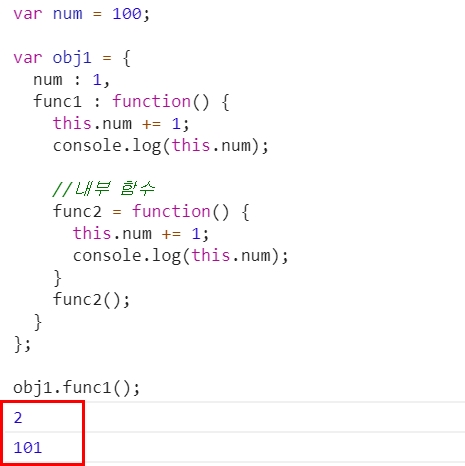 var num = 100;
var obj1 = {
  num : 1,
  func1 : function() {
    this.num += 1;
    console.log(this.num);
    //내부 함수
    func2 = function() {
      this.num += 1;
      console.log(this.num);
    }
    func2();
  }
};
obj1.func1();
2
101